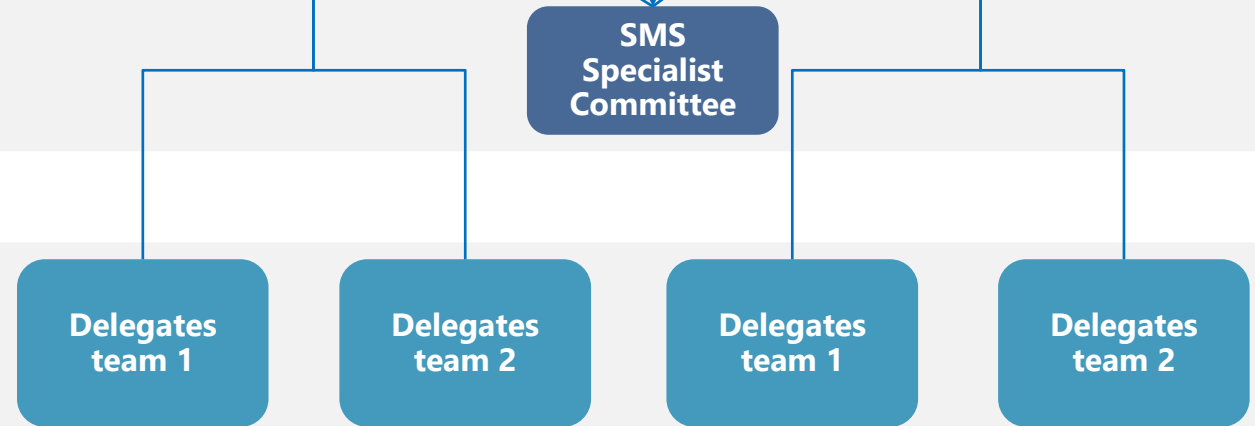 SMS
Specialist
Committee
Delegates
team 1
Delegates
team 2
Delegates
team 1
Delegates
team 2